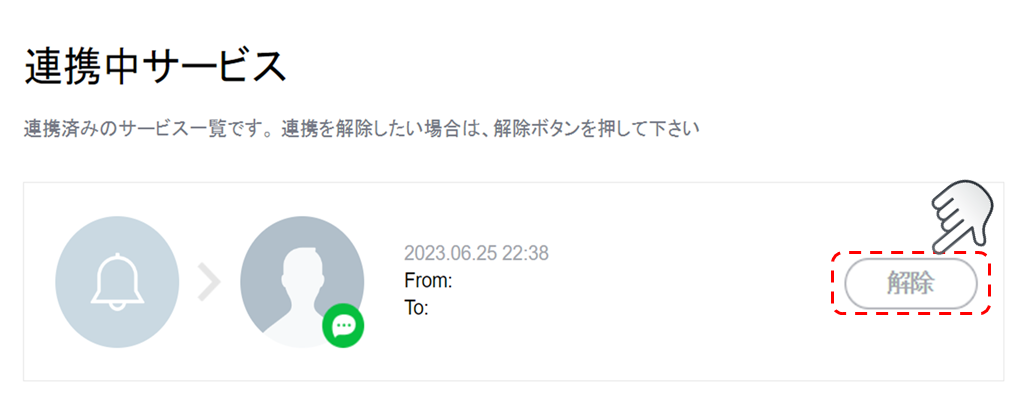 連携中サービス
連携済みのサービス一覧です。連携を解除したい場合は、解除ボタンを押して下さい
2023.06.25 22:38
From:
To:
解除